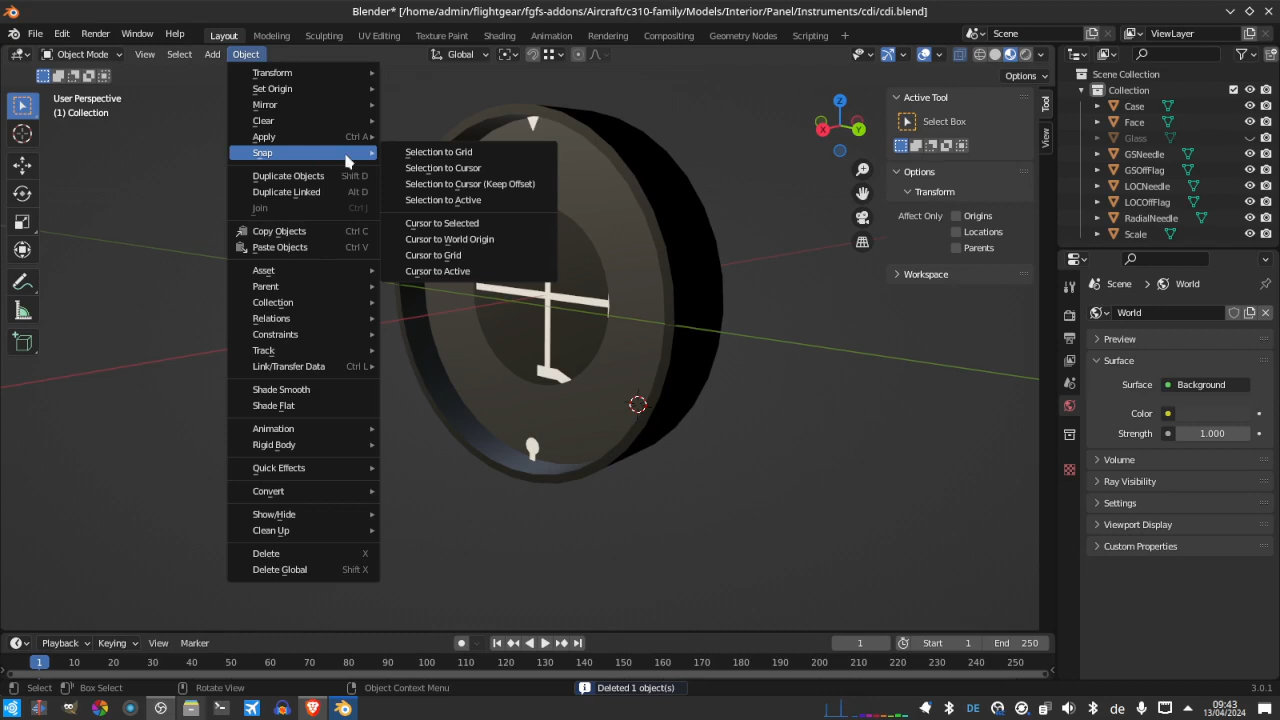 Blender* [/home/admin/flightgear/fgfs-addons/Aircraft/c310-family/Models/Interior/Panel/Instruments/cdi/cdi.blend]
File Edit Render Window Help Layout Modeling Sculpting UV Editing Texture Paint Shading Animation Rendering Compositing Geometry Nodes Scripting Scene ViewLayer
Object Mode View Select Add Object Global
Options
User Perspective
(1) Collection
Transform
Set Origin
Mirror
Clear
Apply Ctrl A
Snap
Duplicate Objects Shift D
Duplicate Linked Alt D
Join Ctrl J
Copy Objects Ctrl C
Paste Objects Ctrl V
Asset
Parent
Collection
Relations
Constraints
Track
Link/Transfer Data Ctrl L
Shade Smooth
Shade Flat
Animation
Rigid Body
Quick Effects
Convert
Show/Hide
Clean Up
Delete X
Delete Global Shift X
Selection to Grid
Selection to Cursor
Selection to Cursor (Keep Offset)
Selection to Active
Cursor to Selected
Cursor to World Origin
Cursor to Grid
Cursor to Active
Z
X
Y
Active Tool
Select Box
Options
Transform
Affect Only Origins
Locations
Parents
Workspace
Tool
View
Scene Collection
Collection
Case
Face
Glass
GSNeedle
GSOffFlag
LOCNeedle
LOCOffFlag
RadialNeedle
Scale
Scene World
World
Preview
Surface
Surface Background
Color
Strength 1.000
Volume
Ray Visibility
Settings
Viewport Display
Custom Properties
Playback Keying View Marker 1 Start 1 End 250
1 10 20 30 40 50 60 70 80 90 100 110 120 130 140 150 160 170 180 190 200 210 220 230 240 250
Select Box Select Rotate View Object Context Menu Deleted 1 object(s) 3.0.1
DE de 09:43
13/04/2024